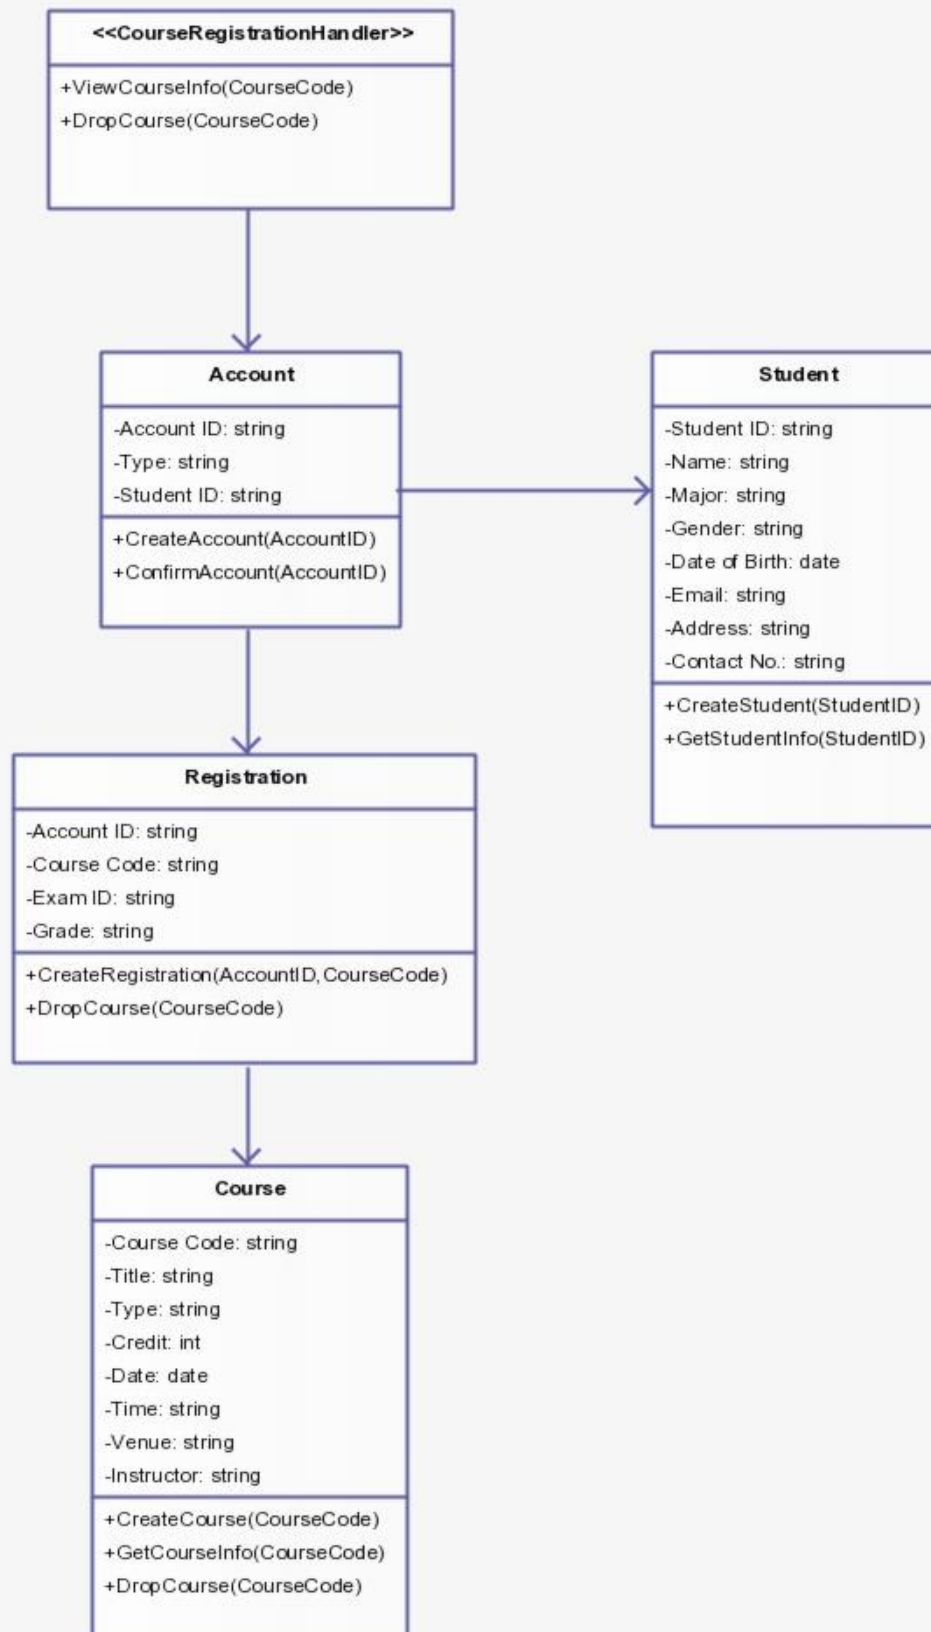 <<CourseRegistrationHandler>>
+ViewCourseInfo(CourseCode)
+DropCourse(CourseCode)
Account
-Account ID: string
-Type: string
-Student ID: string
+CreateAccount(AccountID)
+ConfirmAccount(AccountID)
Student
-Student ID: string
-Name: string
-Major: string
-Gender: string
-Date of Birth: date
-Email: string
-Address: string
-Contact No.: string
+CreateStudent(StudentID)
+GetStudentInfo(StudentID)
Registration
-Account ID: string
-Course Code: string
-Exam ID: string
-Grade: string
+CreateRegistration(AccountID,CourseCode)
+DropCourse(CourseCode)
Course
-Course Code: string
-Title: string
-Type: string
-Credit: int
-Date: date
-Time: string
-Venue: string
-Instructor: string
+CreateCourse(CourseCode)
+GetCourseInfo(CourseCode)
+DropCourse(CourseCode)